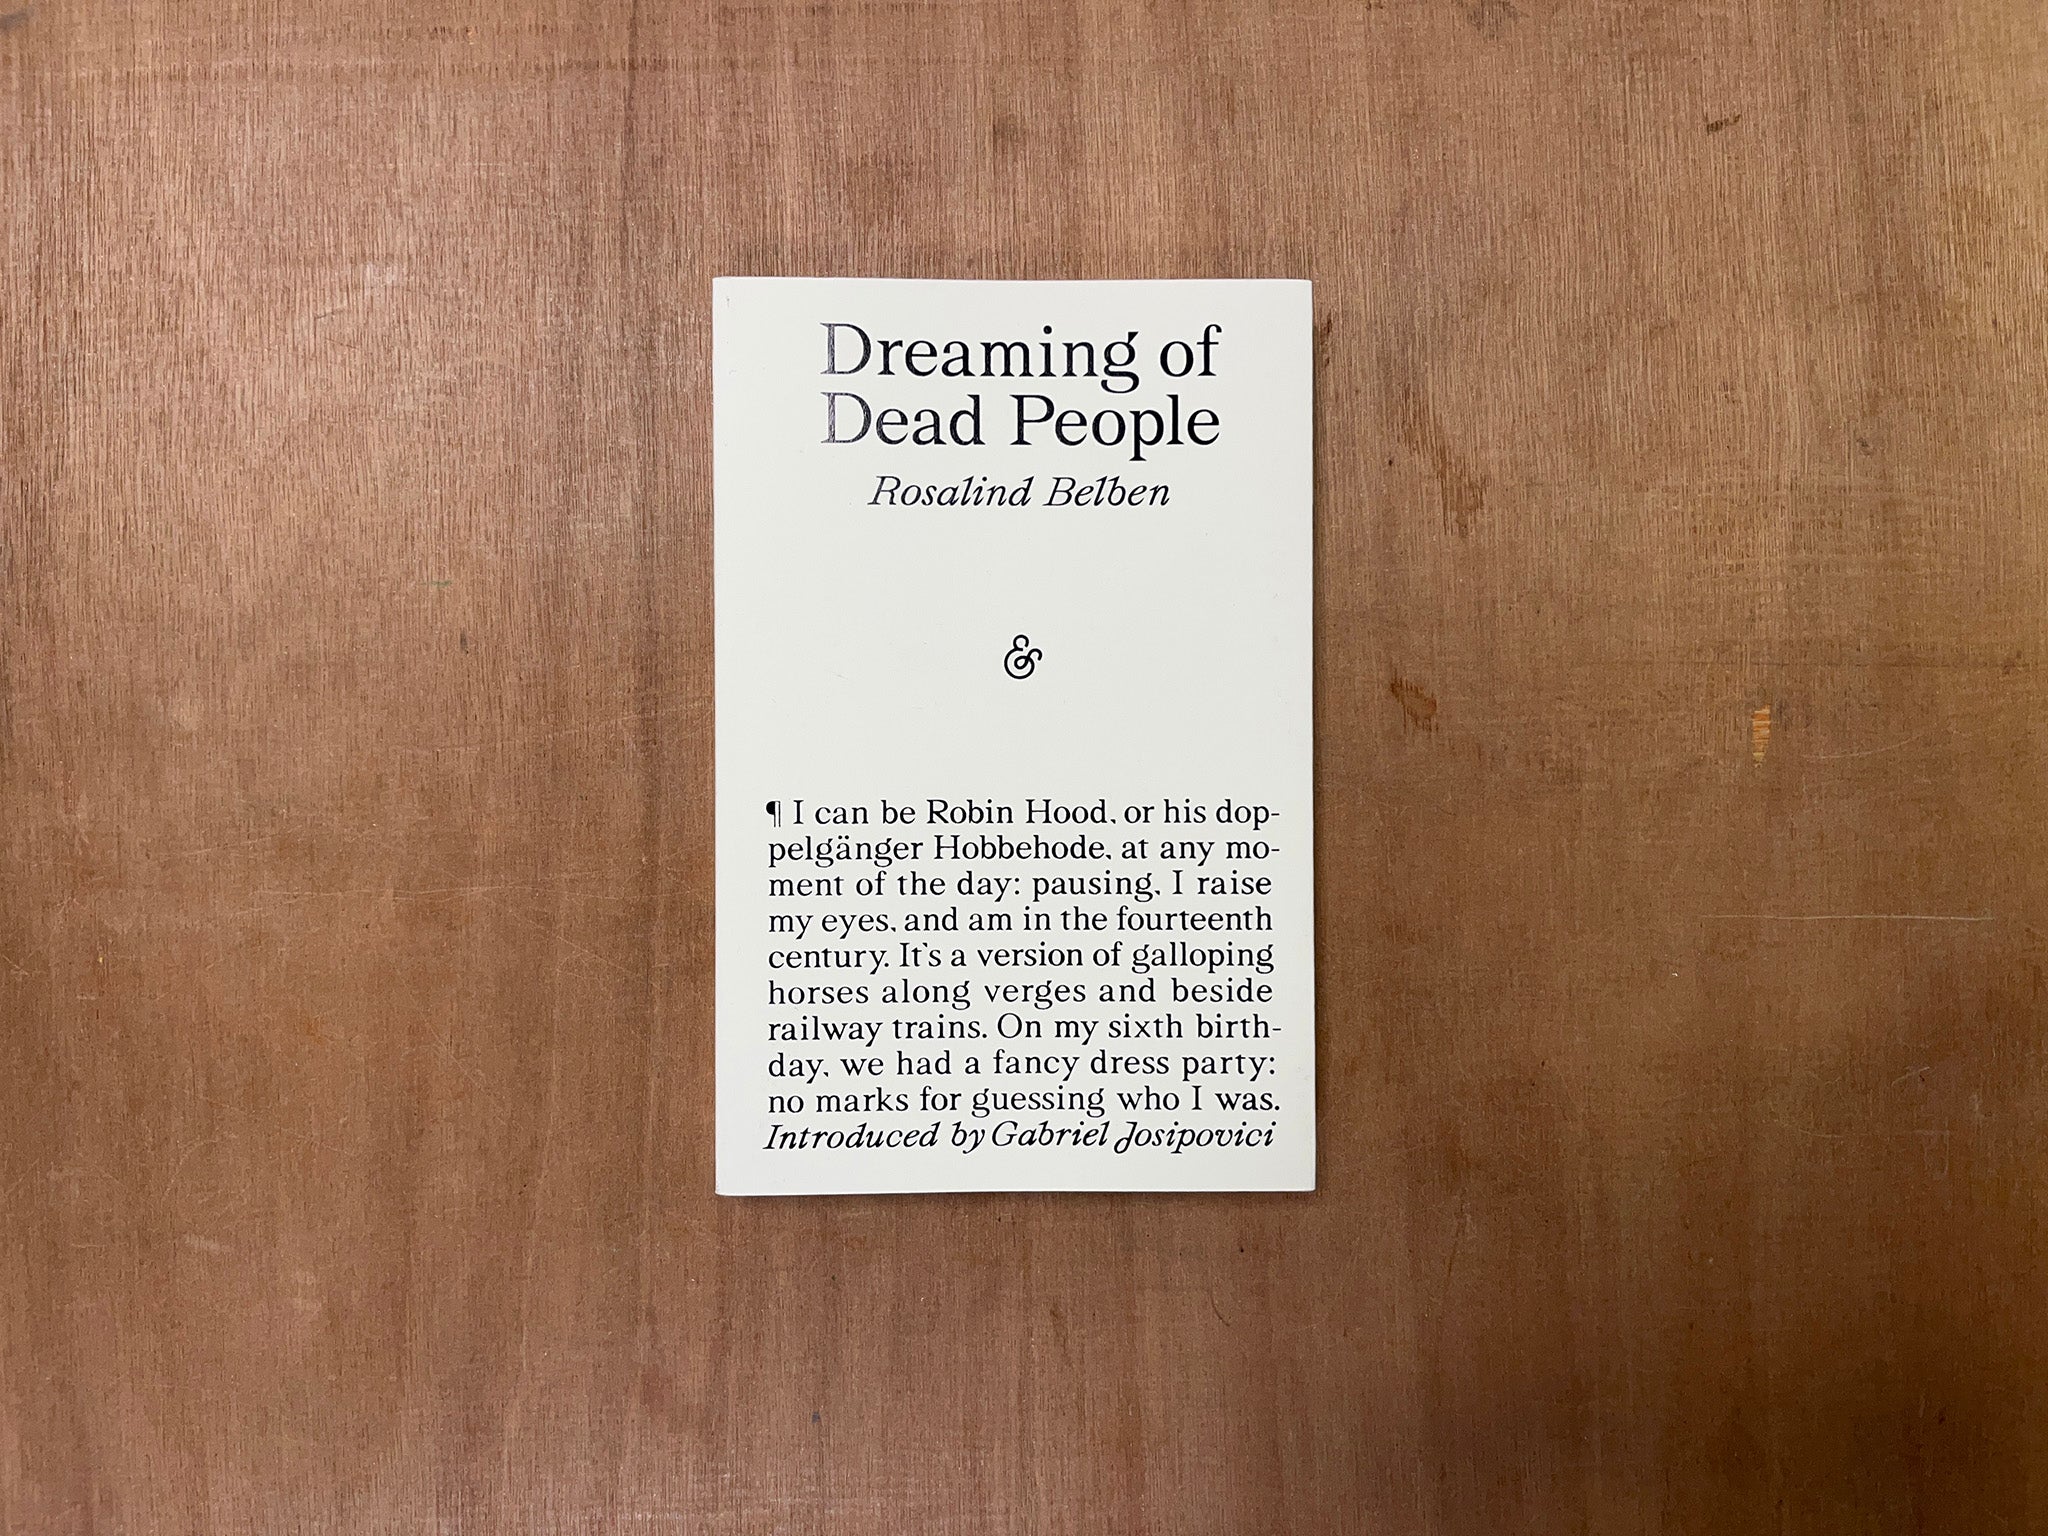 Dreaming of
Dead People
Rosalind Belben
&
¶ I can be Robin Hood, or his dop-
pelgänger Hobbehode, at any mo-
ment of the day: pausing, I raise
my eyes, and am in the fourteenth
century. It's a version of galloping
horses along verges and beside
railway trains. On my sixth birth-
day, we had a fancy dress party:
no marks for guessing who I was.
Introduced by Gabriel Josipovici